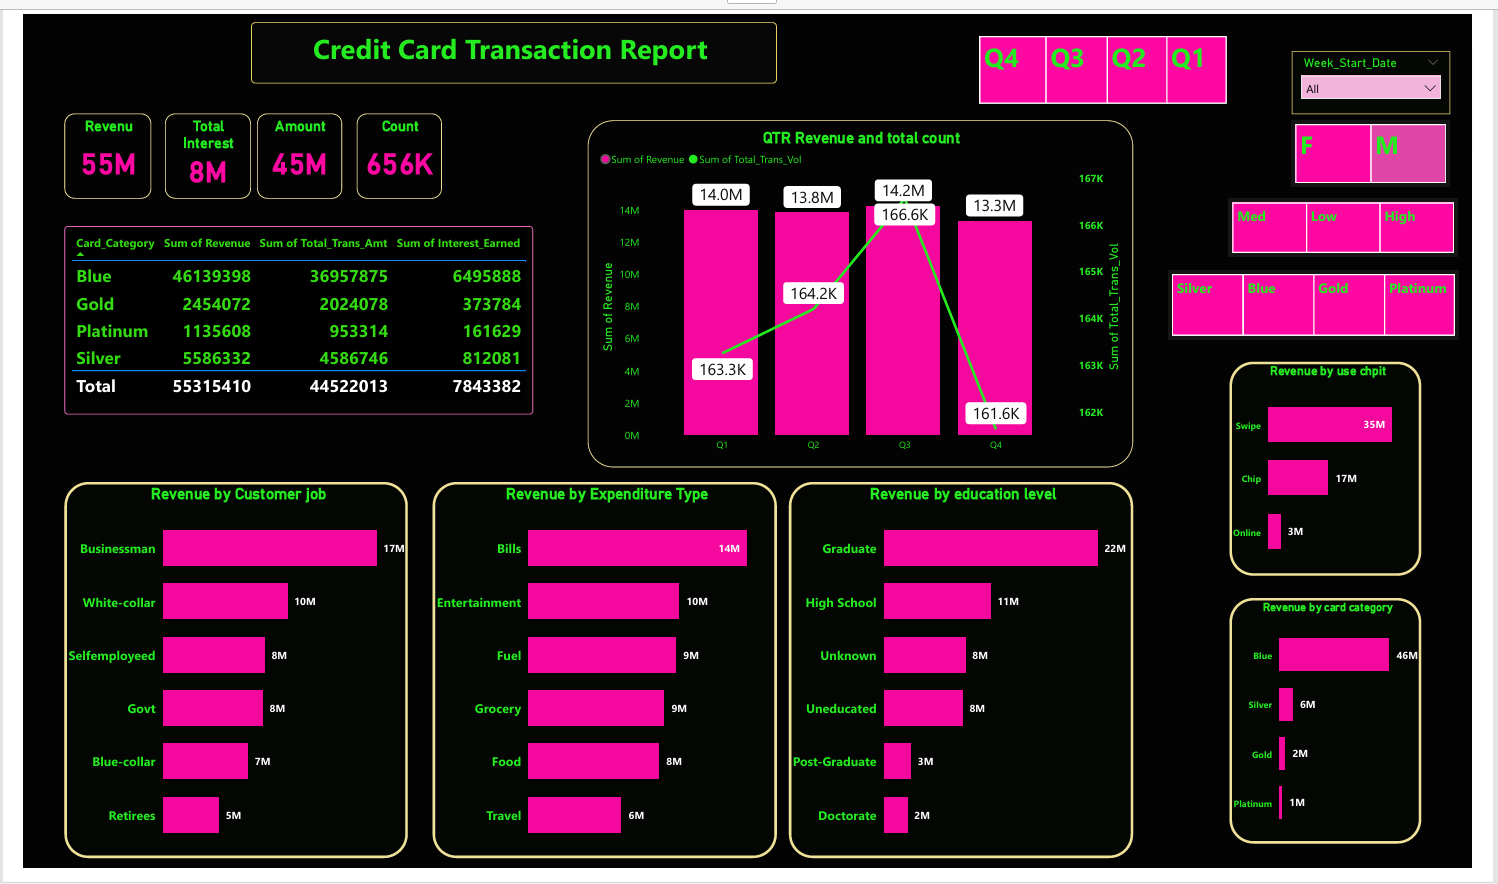 Credit Card Transaction Report
Q4 Q3 Q2 Q1
Week_Start_Date
All
F M
Med Low High
Silver Blue Gold Platinum
Revenu
55M
Total
Interest
8M
Amount
45M
Count
656K
Card_Category Sum of Revenue Sum of Total_Trans_Amt Sum of Interest_Earned
Blue 46139398 36957875 6495888
Gold 2454072 2024078 373784
Platinum 1135608 953314 161629
Silver 5586332 4586746 812081
Total 55315410 44522013 7843382
QTR Revenue and total count
Sum of Revenue Sum of Total_Trans_Vol
Sum of Revenue
14M
12M
10M
8M
6M
4M
2M
0M
14.0M 13.8M 14.2M 13.3M
163.3K 164.2K 166.6K 161.6K
Q1 Q2 Q3 Q4
167K
166K
165K
164K
163K
162K
Sum of Total_Trans_Vol
Revenue by use chpit
Swipe 35M
Chip 17M
Online 3M
Revenue by Customer job
Businessman 17M
White-collar 10M
Selfemployeed 8M
Govt 8M
Blue-collar 7M
Retirees 5M
Revenue by Expenditure Type
Bills 14M
Entertainment 10M
Fuel 9M
Grocery 9M
Food 8M
Travel 6M
Revenue by education level
Graduate 22M
High School 11M
Unknown 8M
Uneducated 8M
Post-Graduate 3M
Doctorate 2M
Revenue by card category
Blue 46M
Silver 6M
Gold 2M
Platinum 1M